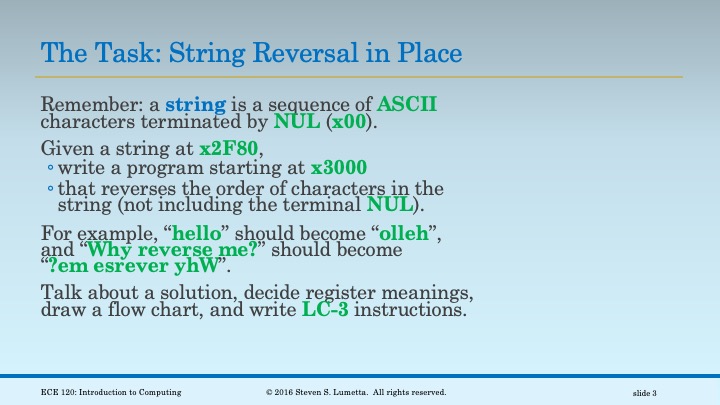 The Task: String Reversal in Place
Remember: a string is a sequence of ASCII
characters terminated by NUL (x00).
Given a string at x2F80,
◦ write a program starting at x3000
◦ that reverses the order of characters in the
string (not including the terminal NUL).
For example, “hello” should become “olleh”,
and “Why reverse me?” should become
“?em esrever yhW”.
Talk about a solution, decide register meanings,
draw a flow chart, and write LC-3 instructions.
ECE 120: Introduction to Computing © 2016 Steven S. Lumetta. All rights reserved. slide 3